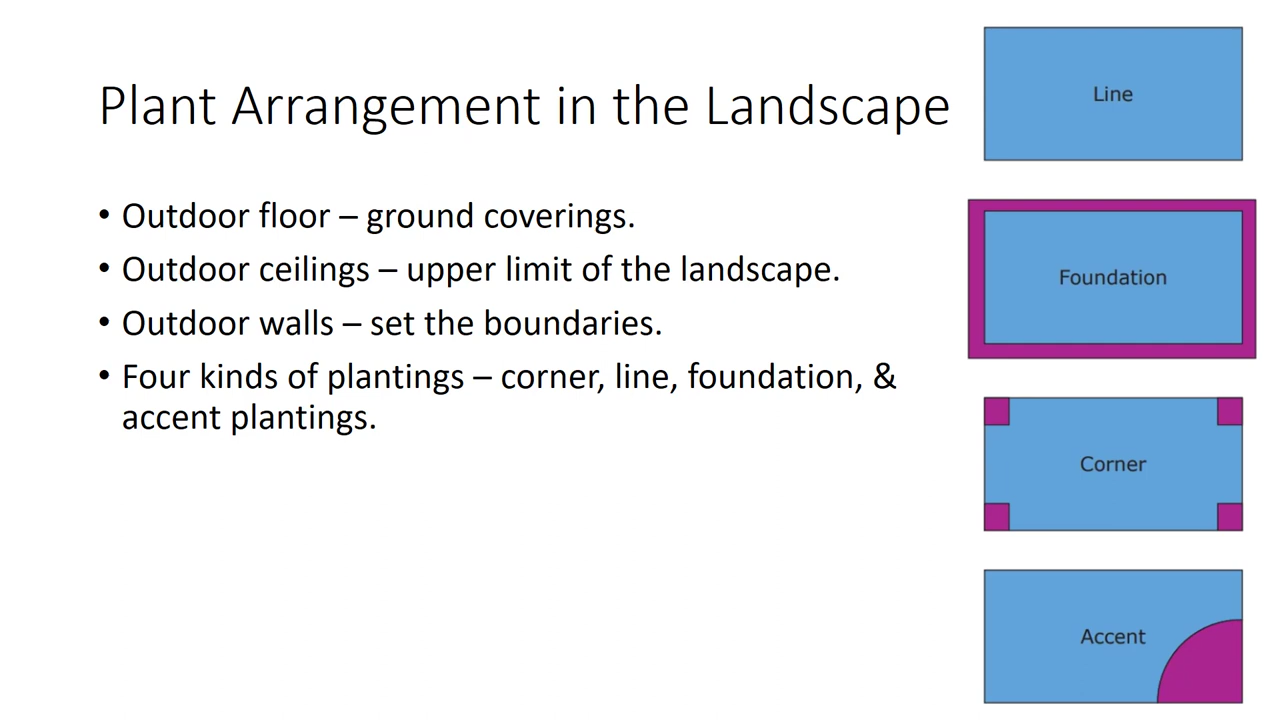 Plant Arrangement in the Landscape
• Outdoor floor – ground coverings.
• Outdoor ceilings – upper limit of the landscape.
• Outdoor walls – set the boundaries.
• Four kinds of plantings – corner, line, foundation, &
accent plantings.
Line
Foundation
Corner
Accent